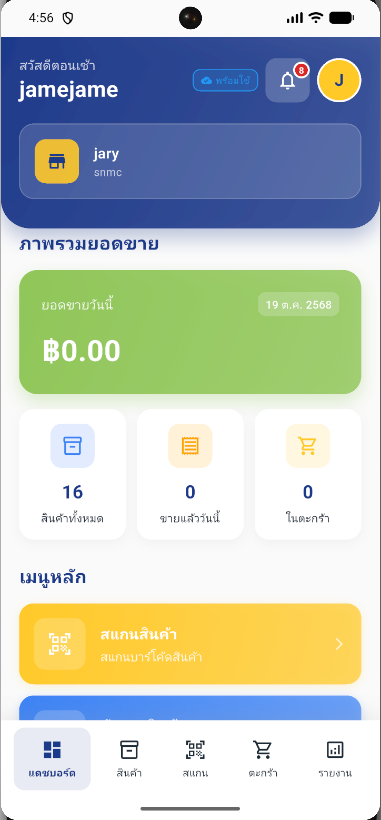 4:56
สวัสดีตอนเช้า
jamejame
พร้อมใช้
8
J
jary
snmc
ภาพรวมยอดขาย
ยอดขายวันนี้
19 ต.ค. 2568
฿0.00
16
สินค้าทั้งหมด
0
ขายแล้ววันนี้
0
ในตะกร้า
เมนูหลัก
สแกนสินค้า
สแกนบาร์โค้ดสินค้า
แดชบอร์ด
สินค้า
สแกน
ตะกร้า
รายงาน